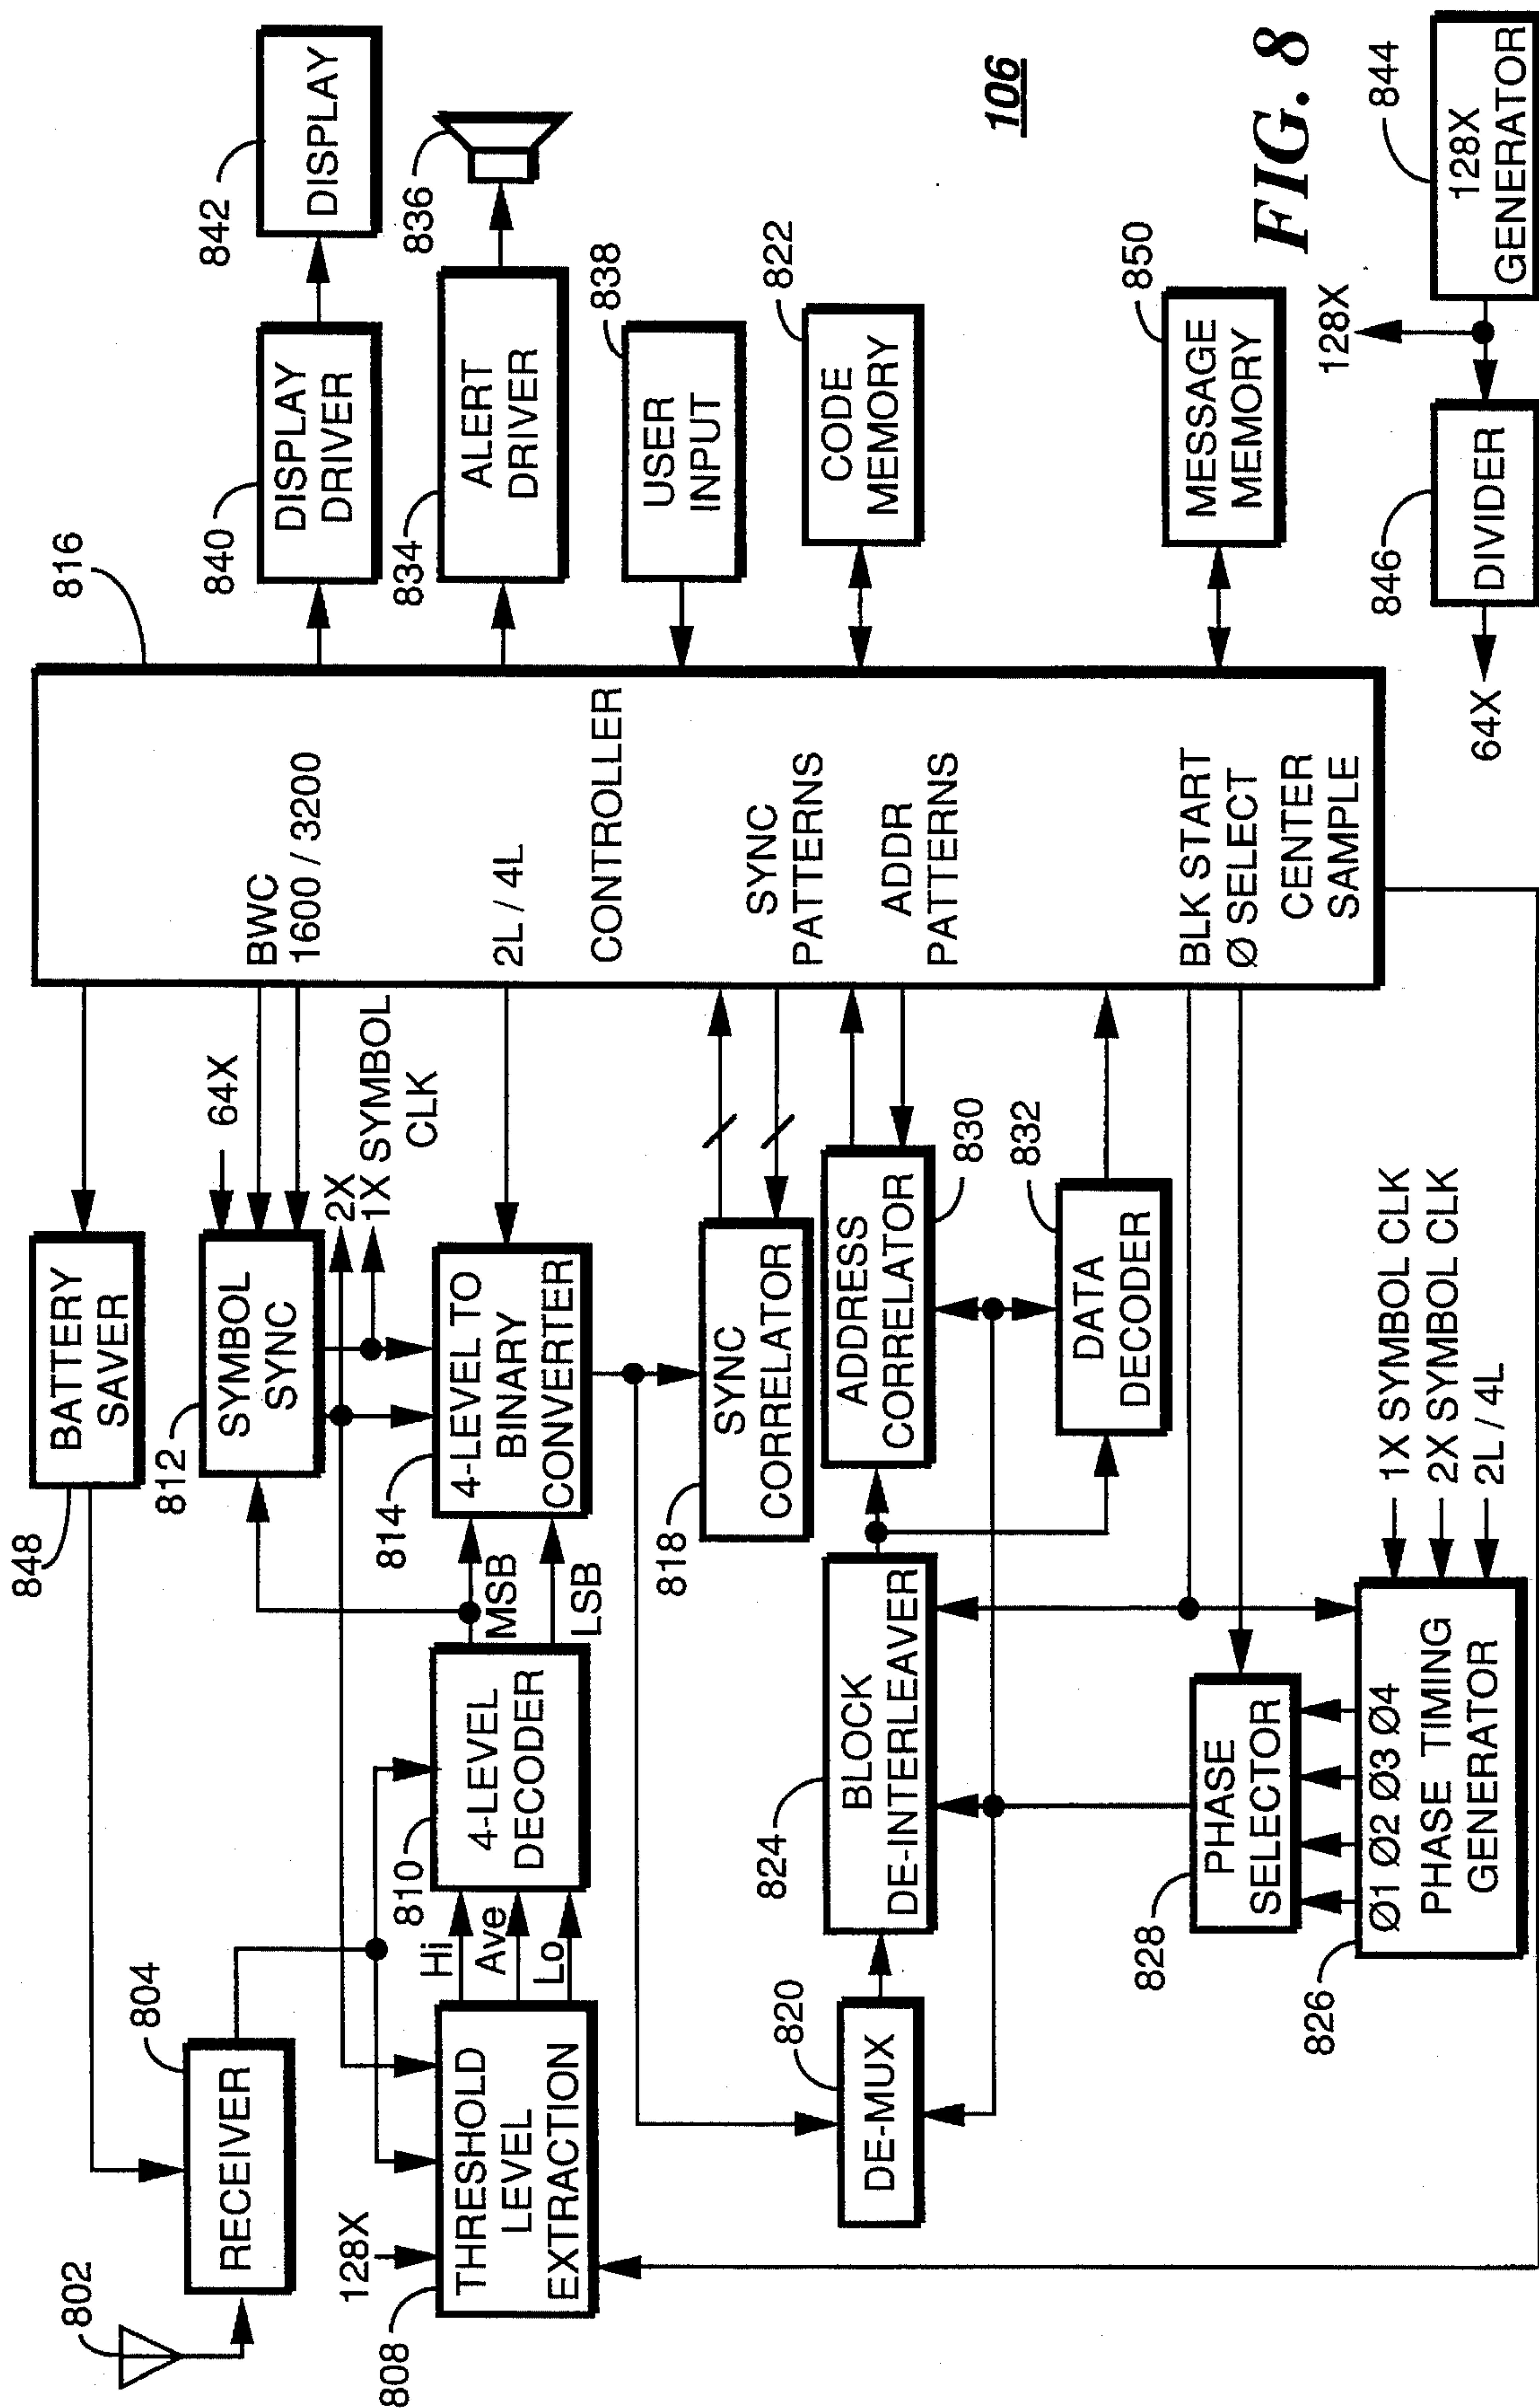 802
804
RECEIVER
848
BATTERY
SAVER
816
840
DISPLAY
DRIVER
842
DISPLAY
812
SYMBOL
SYNC
64X
BWC
1600 / 3200
2X
1X SYMBOL
CLK
128X
808
THRESHOLD
LEVEL
EXTRACTION
Hi
Ave
Lo
810
4-LEVEL
DECODER
MSB
LSB
814
4-LEVEL TO
BINARY
CONVERTER
2L / 4L
834
ALERT
DRIVER
836
CONTROLLER
USER
INPUT
838
818
SYNC
CORRELATOR
SYNC
PATTERNS
CODE
MEMORY
822
820
DE-MUX
824
BLOCK
DE-INTERLEAVER
ADDRESS
CORRELATOR
830
ADDR
PATTERNS
DATA
DECODER
832
106
828
PHASE
SELECTOR
BLK START
Ø SELECT
MESSAGE
MEMORY
850
826
Ø1 Ø2 Ø3 Ø4
PHASE TIMING
GENERATOR
1X SYMBOL CLK
2X SYMBOL CLK
2L / 4L
CENTER
SAMPLE
FIG. 8
64X
846
DIVIDER
128X
128X
GENERATOR
844